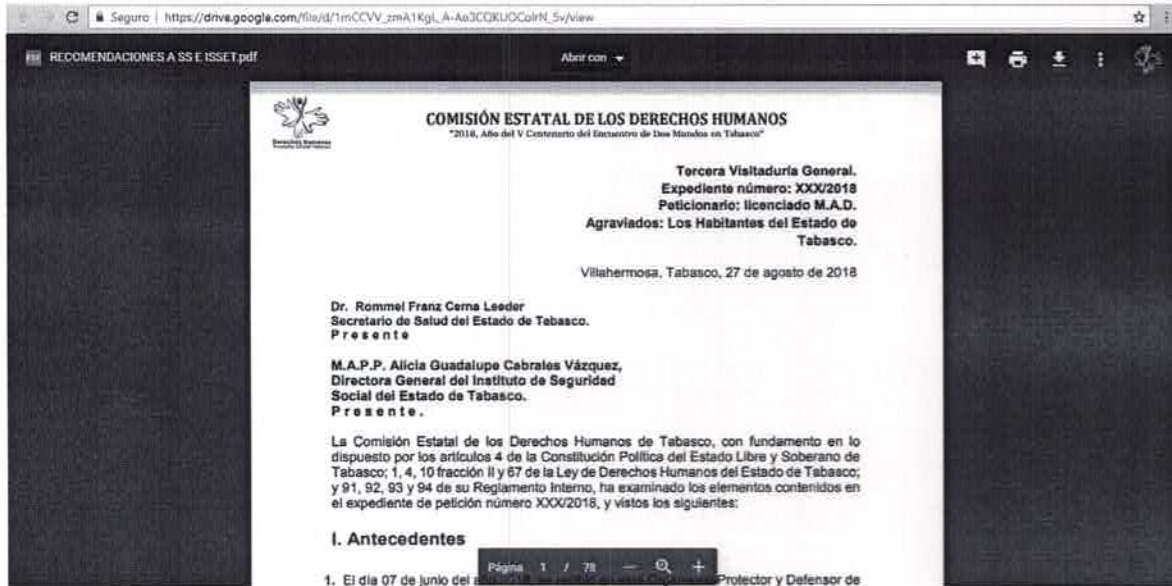 Seguro | https://drive.google.com/file/d/1mCCVV_zmA1KgI_A-Ao3CQKUOCoIrN_5v/view
RECOMENDACIONES A SS E ISSET.pdf
Abrir con
COMISIÓN ESTATAL DE LOS DERECHOS HUMANOS
"2018, Año del V Centenario del Encuentro de Dos Mundos en Tabasco"
Derechos Humanos
Tercera Visitaduría General.
Expediente número: XXX/2018
Peticionario: licenciado M.A.D.
Agraviados: Los Habitantes del Estado de
Tabasco.
Villahermosa, Tabasco, 27 de agosto de 2018
Dr. Rommel Franz Cerna Leeder
Secretario de Salud del Estado de Tabasco.
Presente
M.A.P.P. Alicia Guadalupe Cabrales Vázquez,
Directora General del Instituto de Seguridad
Social del Estado de Tabasco.
Presente.
La Comisión Estatal de los Derechos Humanos de Tabasco, con fundamento en lo
dispuesto por los artículos 4 de la Constitución Política del Estado Libre y Soberano de
Tabasco; 1, 4, 10 fracción II y 67 de la Ley de Derechos Humanos del Estado de Tabasco;
y 91, 92, 93 y 94 de su Reglamento Interno, ha examinado los elementos contenidos en
el expediente de petición número XXX/2018, y vistos los siguientes:
I. Antecedentes
Página 1 / 78
1. El día 07 de junio del Protector y Defensor de